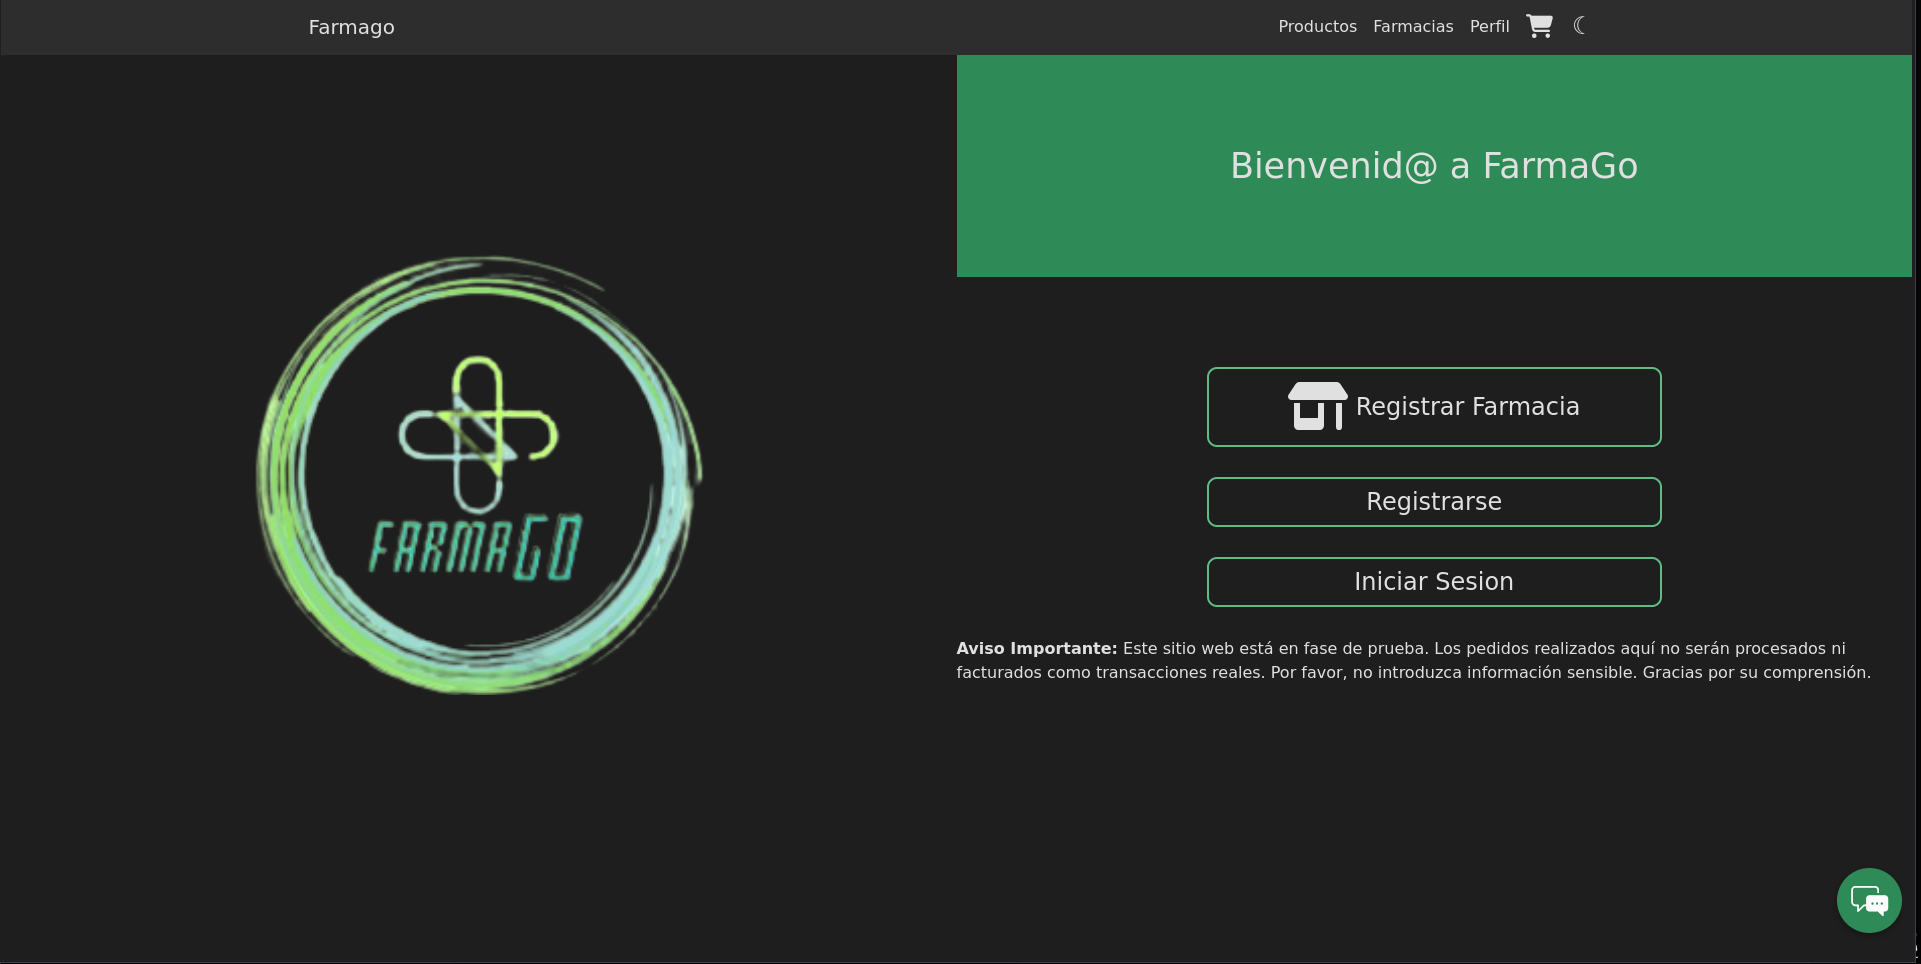 Farmago
Productos Farmacias Perfil
Bienvenid@ a FarmaGo
FARMAGO
Registrar Farmacia
Registrarse
Iniciar Sesion
Aviso Importante: Este sitio web está en fase de prueba. Los pedidos realizados aquí no serán procesados ni
facturados como transacciones reales. Por favor, no introduzca información sensible. Gracias por su comprensión.